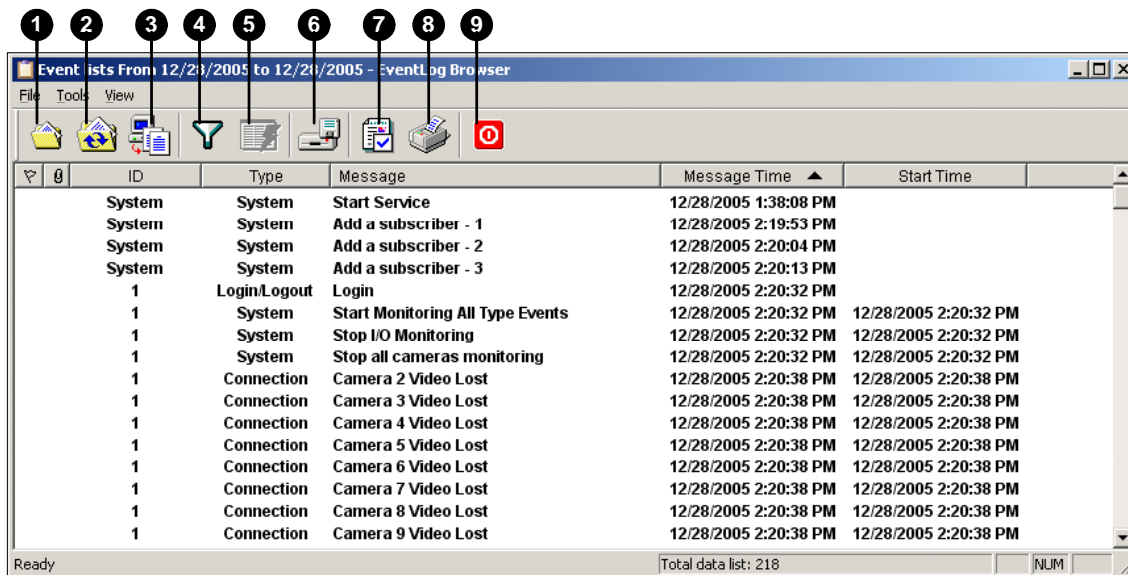 1 2 3 4 5 6 7 8 9
Event lists From 12/28/2005 to 12/28/2005 - EventLog Browser
File Tools View
ID Type Message Message Time Start Time
System System Start Service 12/28/2005 1:38:08 PM
System System Add a subscriber - 1 12/28/2005 2:19:53 PM
System System Add a subscriber - 2 12/28/2005 2:20:04 PM
System System Add a subscriber - 3 12/28/2005 2:20:13 PM
1 Login/Logout Login 12/28/2005 2:20:32 PM
1 System Start Monitoring All Type Events 12/28/2005 2:20:32 PM 12/28/2005 2:20:32 PM
1 System Stop I/O Monitoring 12/28/2005 2:20:32 PM 12/28/2005 2:20:32 PM
1 System Stop all cameras monitoring 12/28/2005 2:20:32 PM 12/28/2005 2:20:32 PM
1 Connection Camera 2 Video Lost 12/28/2005 2:20:38 PM 12/28/2005 2:20:38 PM
1 Connection Camera 3 Video Lost 12/28/2005 2:20:38 PM 12/28/2005 2:20:38 PM
1 Connection Camera 4 Video Lost 12/28/2005 2:20:38 PM 12/28/2005 2:20:38 PM
1 Connection Camera 5 Video Lost 12/28/2005 2:20:38 PM 12/28/2005 2:20:38 PM
1 Connection Camera 6 Video Lost 12/28/2005 2:20:38 PM 12/28/2005 2:20:38 PM
1 Connection Camera 7 Video Lost 12/28/2005 2:20:38 PM 12/28/2005 2:20:38 PM
1 Connection Camera 8 Video Lost 12/28/2005 2:20:38 PM 12/28/2005 2:20:38 PM
1 Connection Camera 9 Video Lost 12/28/2005 2:20:38 PM 12/28/2005 2:20:38 PM
Ready Total data list: 218 NUM